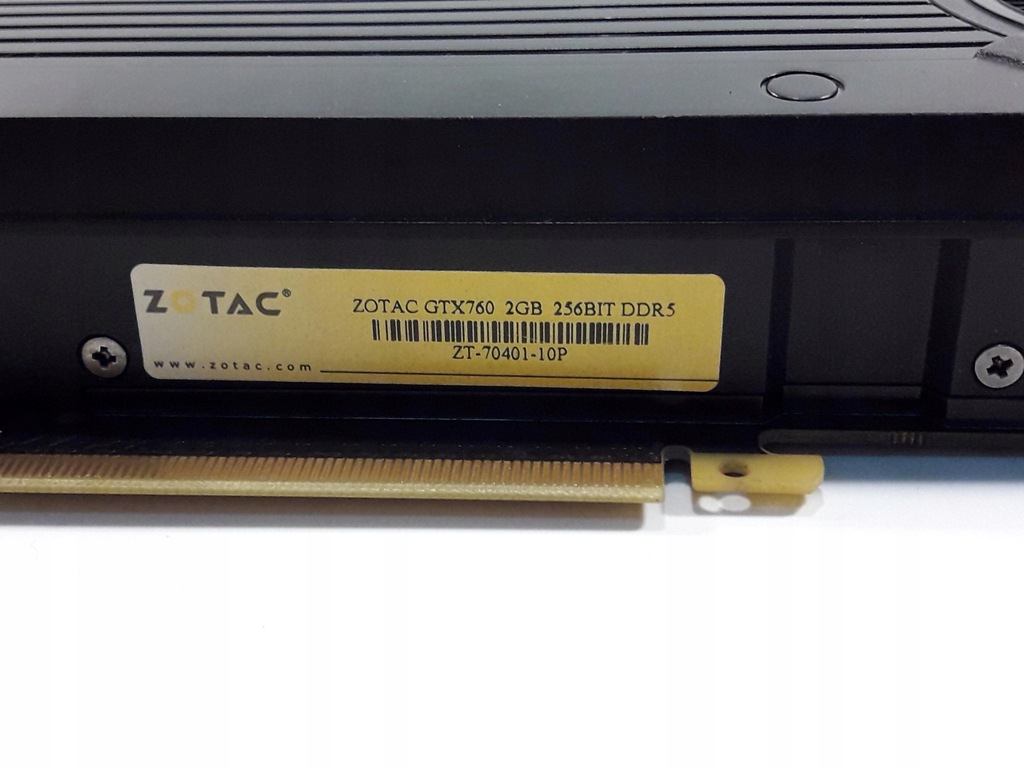 ZOTAC®
ZOTAC GTX760 2GB 256BIT DDR5
ZT-70401-10P
www.zotac.com